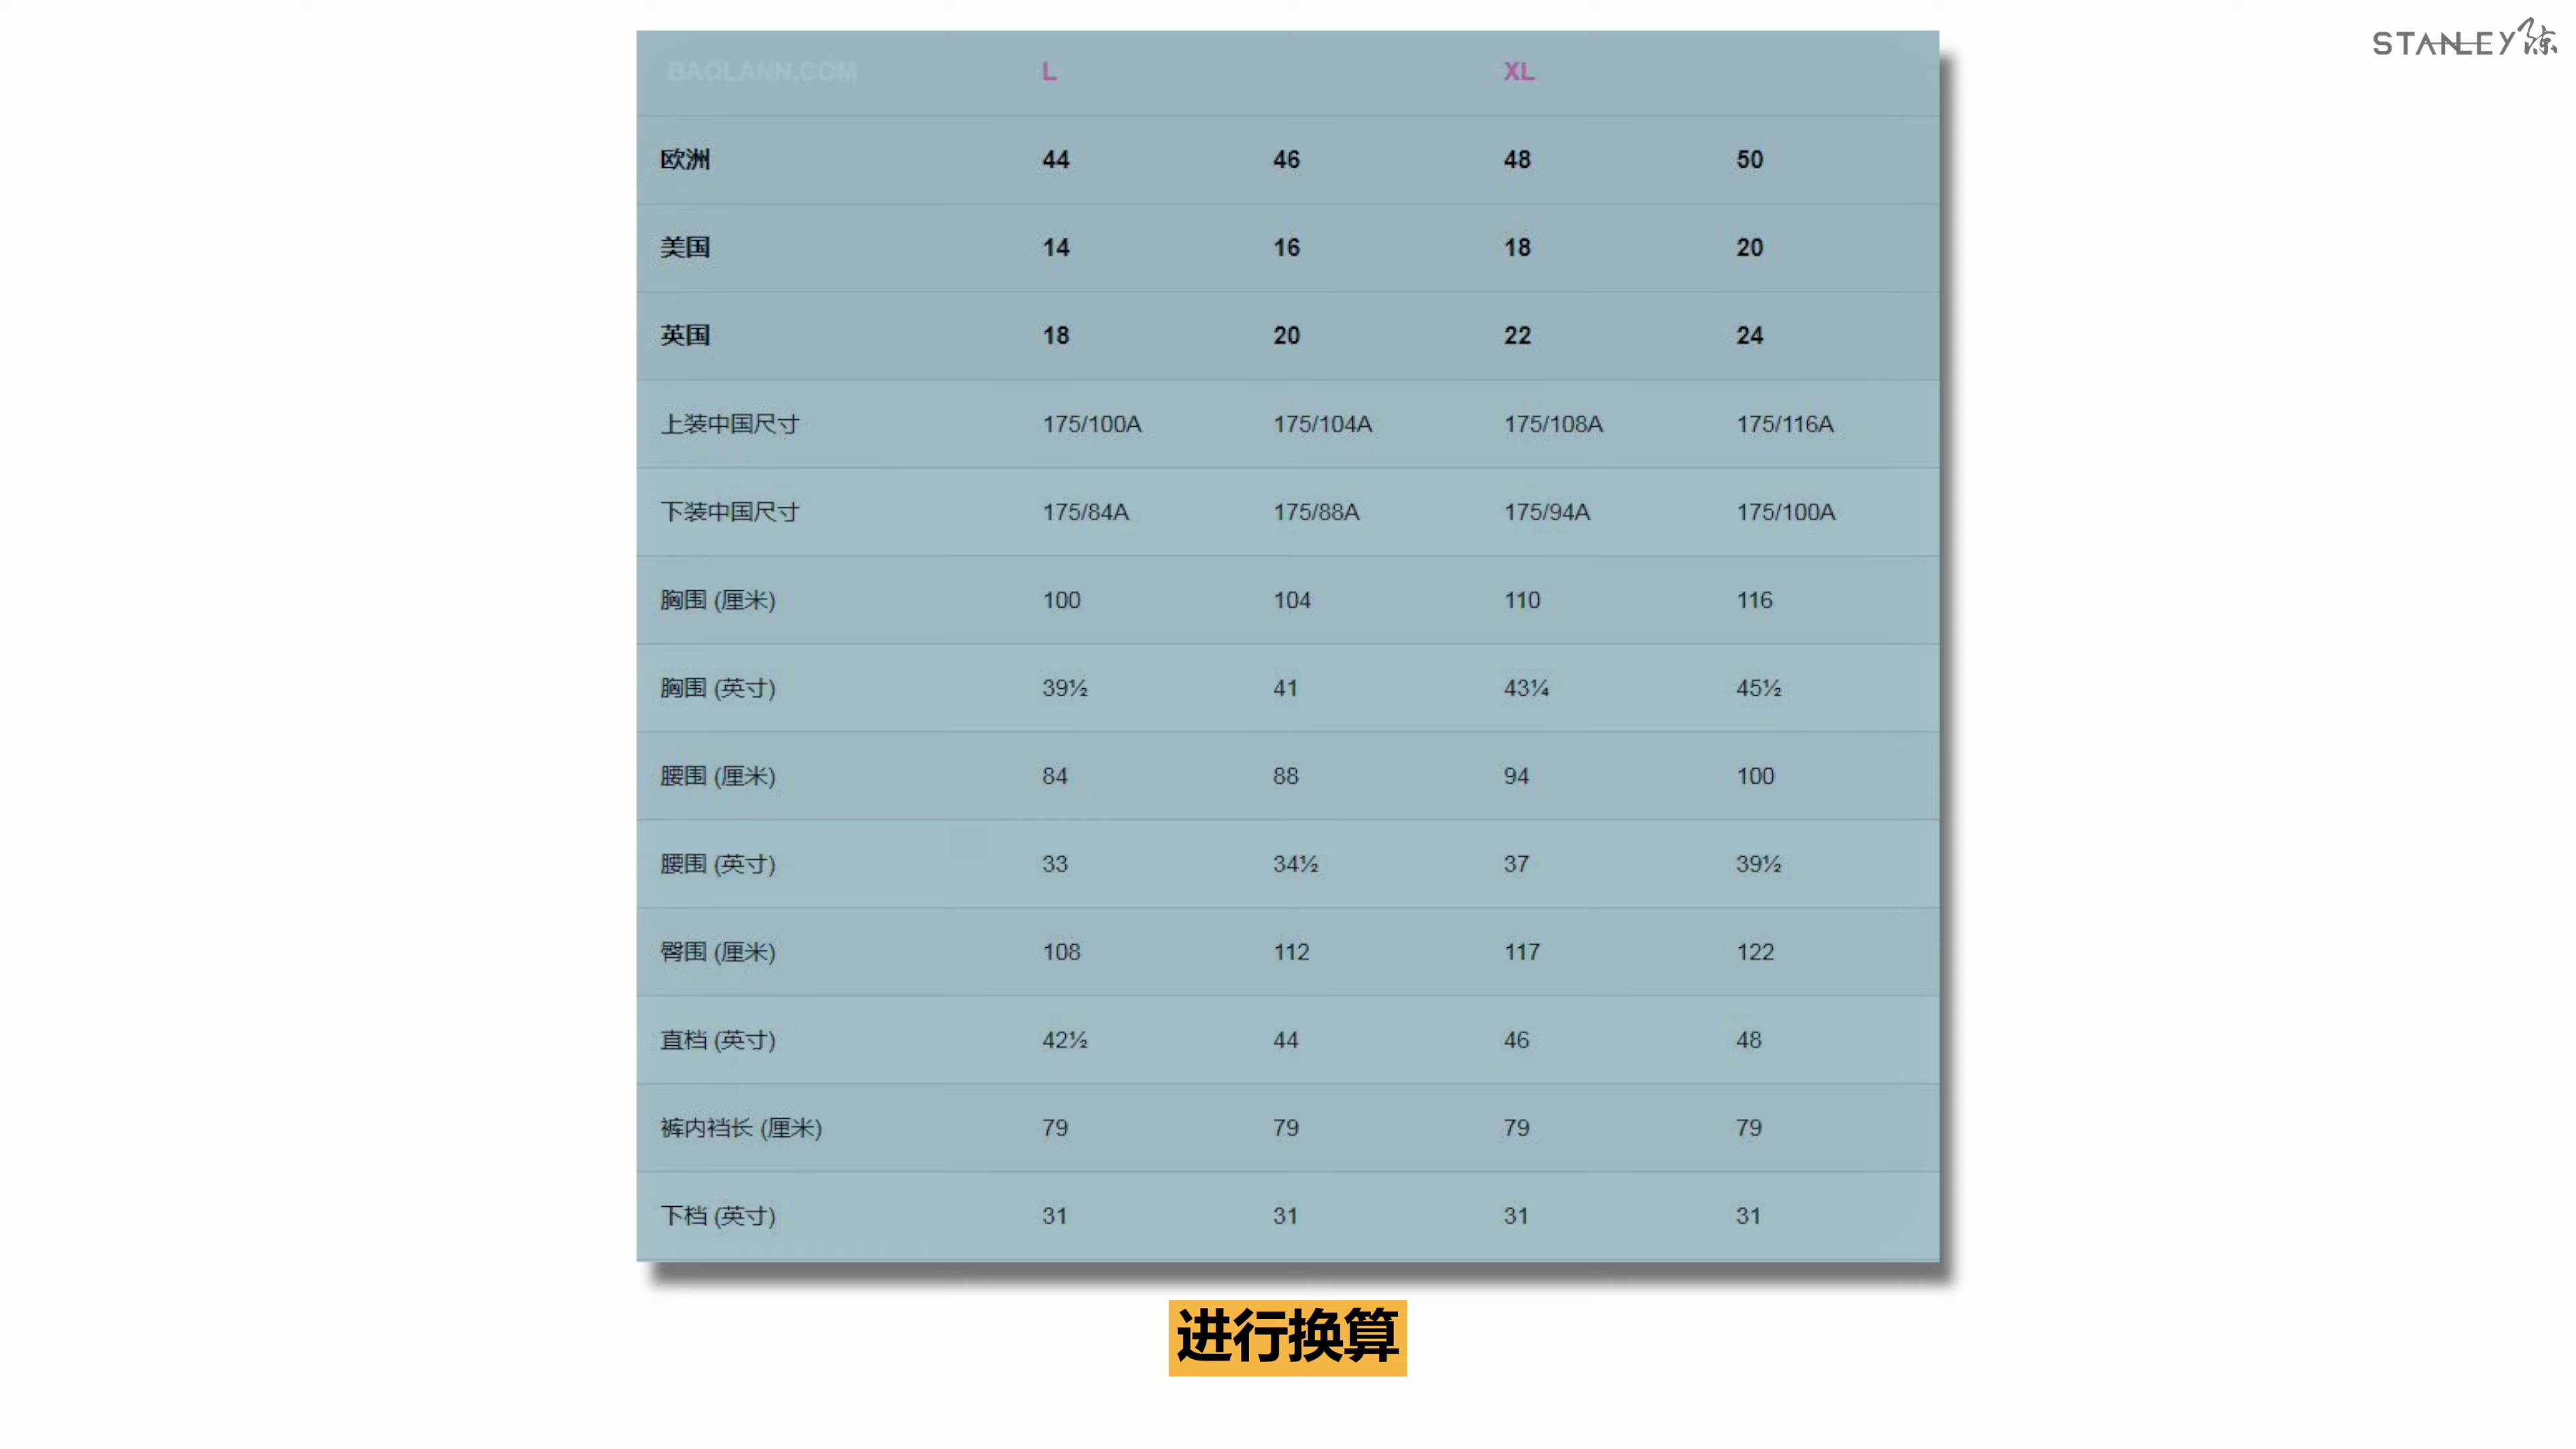 STANLEY
BAOLANN.COM L XL
欧洲 44 46 48 50
美国 14 16 18 20
英国 18 20 22 24
上装中国尺寸 175/100A 175/104A 175/108A 175/116A
下装中国尺寸 175/84A 175/88A 175/94A 175/100A
胸围 (厘米) 100 104 110 116
胸围 (英寸) 39½ 41 43¼ 45½
腰围 (厘米) 84 88 94 100
腰围 (英寸) 33 34½ 37 39½
臀围 (厘米) 108 112 117 122
直档 (英寸) 42½ 44 46 48
裤内裆长 (厘米) 79 79 79 79
下档 (英寸) 31 31 31 31
进行换算